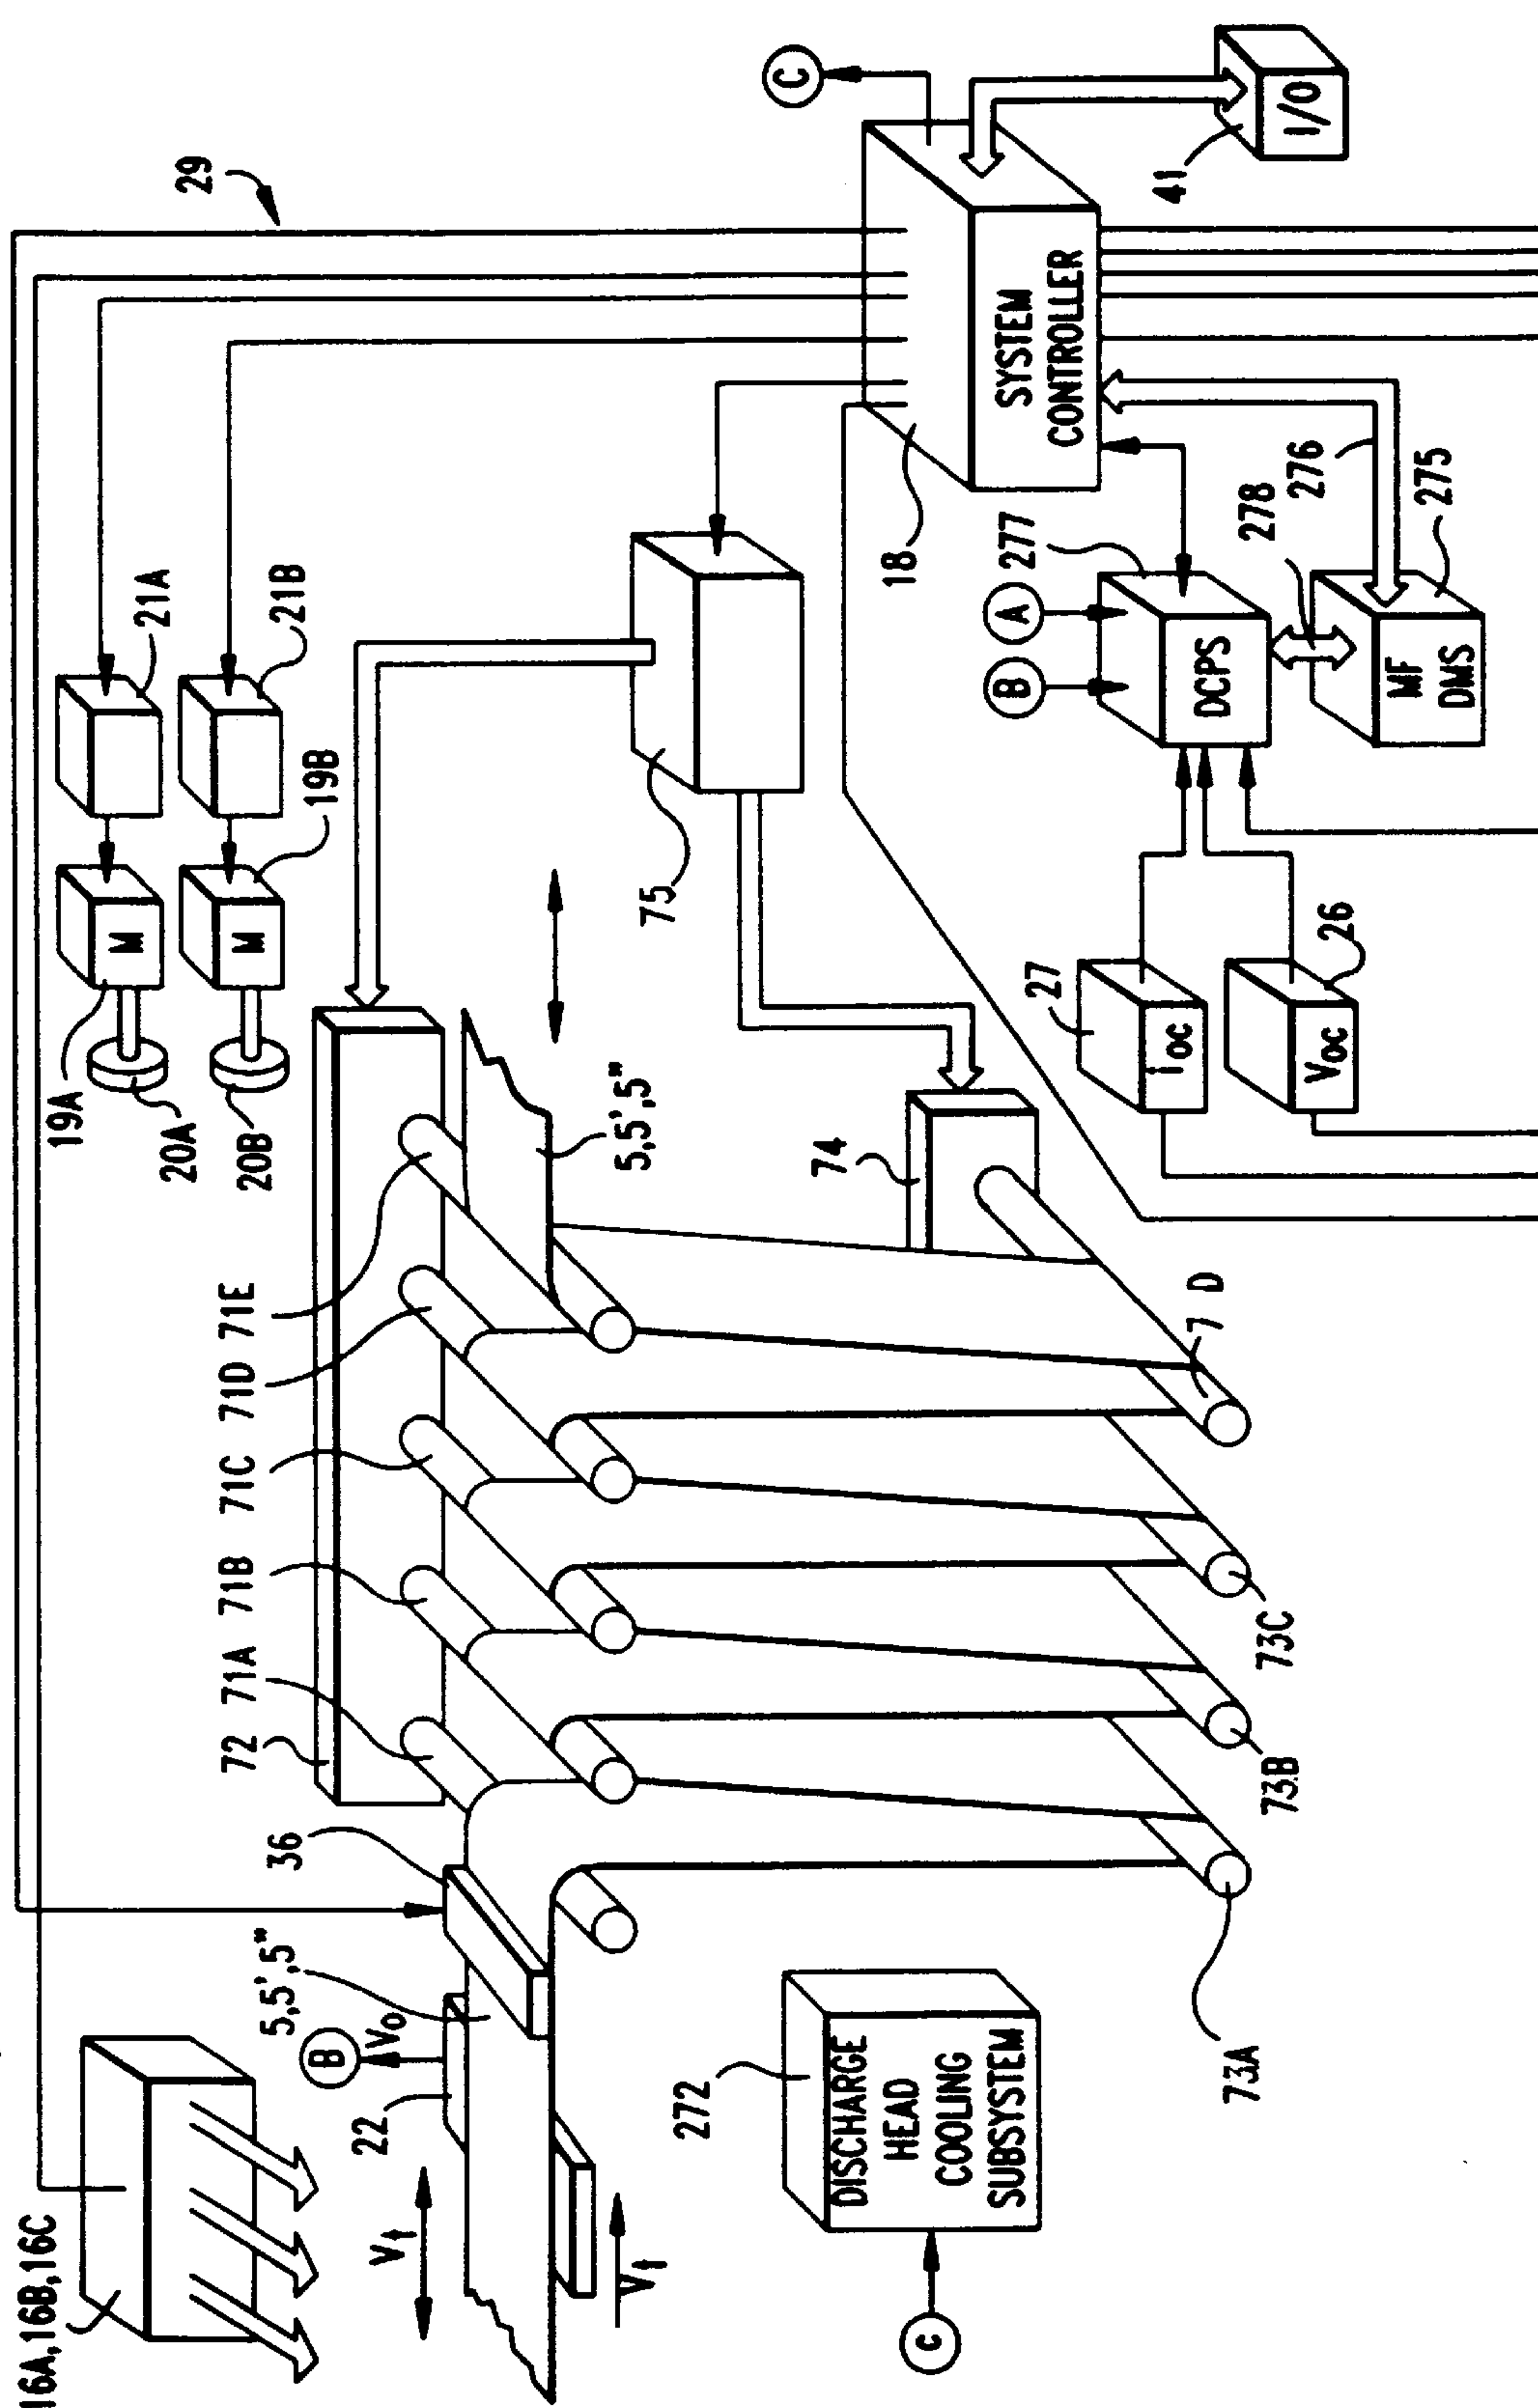 16A,16B,16C
19A
M
21A
20A
29
72 71A 71B 71C 71D 71E
20B
M
21B
5,5',5"
36
19B
B
Vo
22
Vt
5,5',5"
Vt
75
272
C
74
DISCHARGE
HEAD
COOLING
SUBSYSTEM
18
C
B
A
277
SYSTEM
CONTROLLER
27
ioc
41
7 D
DCPS
73A
278
73B
73C
276
I/O
Voc
26
MF
DMS
275